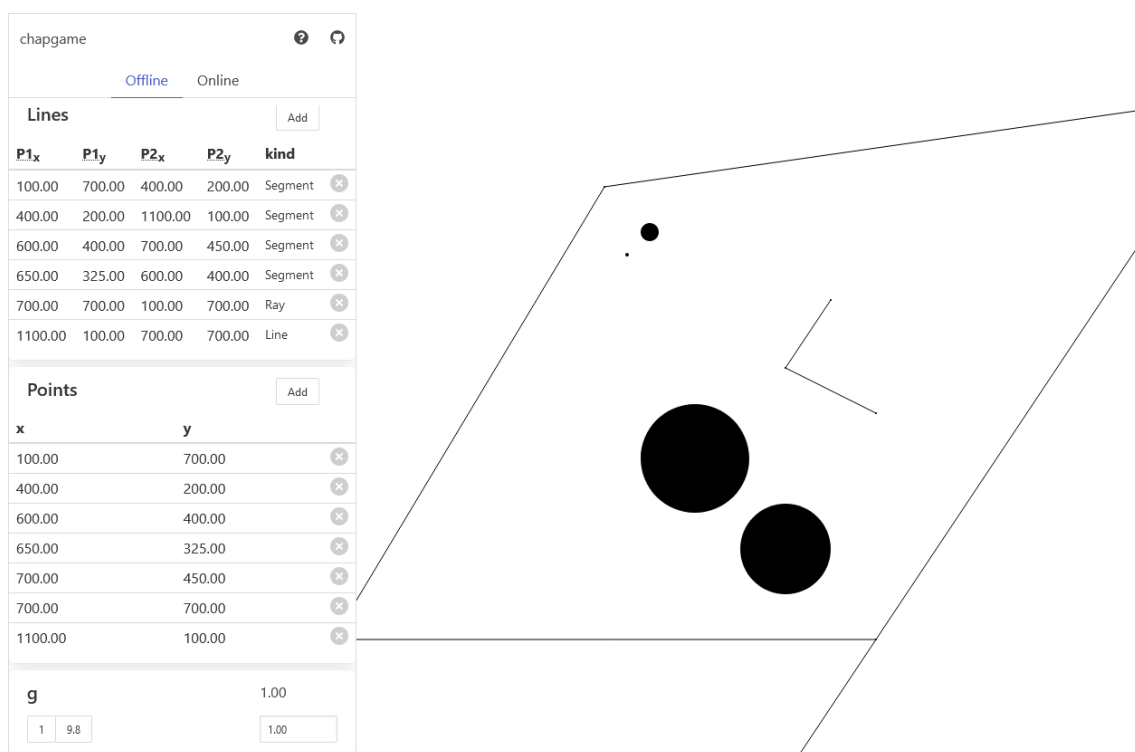 chapgame
Offline Online
Lines Add
P1x P1y P2x P2y kind
100.00 700.00 400.00 200.00 Segment
400.00 200.00 1100.00 100.00 Segment
600.00 400.00 700.00 450.00 Segment
650.00 325.00 600.00 400.00 Segment
700.00 700.00 100.00 700.00 Ray
1100.00 100.00 700.00 700.00 Line
Points Add
x y
100.00 700.00
400.00 200.00
600.00 400.00
650.00 325.00
700.00 450.00
700.00 700.00
1100.00 100.00
g 1.00
1 9.8 1.00